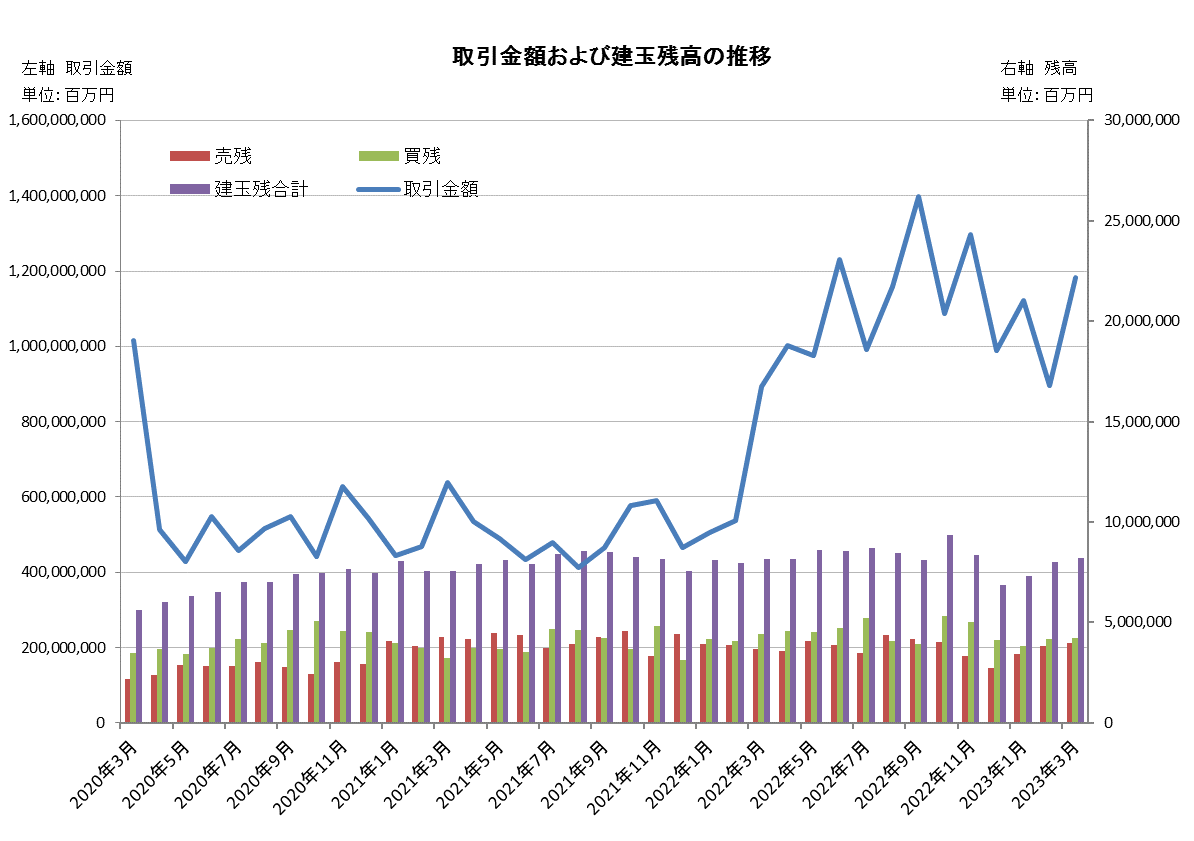 取引金額および建玉残高の推移
左軸 取引金額
単位：百万円
右軸 残高
単位：百万円
1,600,000,000
1,400,000,000
1,200,000,000
1,000,000,000
800,000,000
600,000,000
400,000,000
200,000,000
0
30,000,000
25,000,000
20,000,000
15,000,000
10,000,000
5,000,000
0
売残
買残
建玉残合計
取引金額
2020年3月
2020年5月
2020年7月
2020年9月
2020年11月
2021年1月
2021年3月
2021年5月
2021年7月
2021年9月
2021年11月
2022年1月
2022年3月
2022年5月
2022年7月
2022年9月
2022年11月
2023年1月
2023年3月